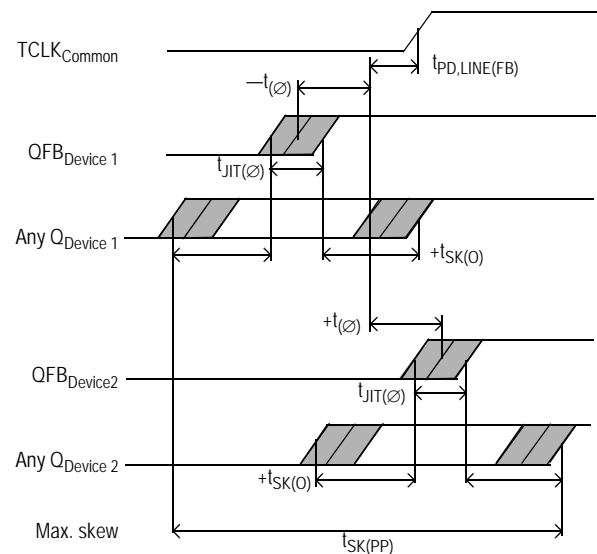 TCLKCommon
tPD,LINE(FB)
—t(∅)
QFBDevice 1
tJIT(∅)
Any QDevice 1
+tSK(O)
+t(∅)
QFBDevice2
tJIT(∅)
Any QDevice 2
+tSK(O)
Max. skew
tSK(PP)